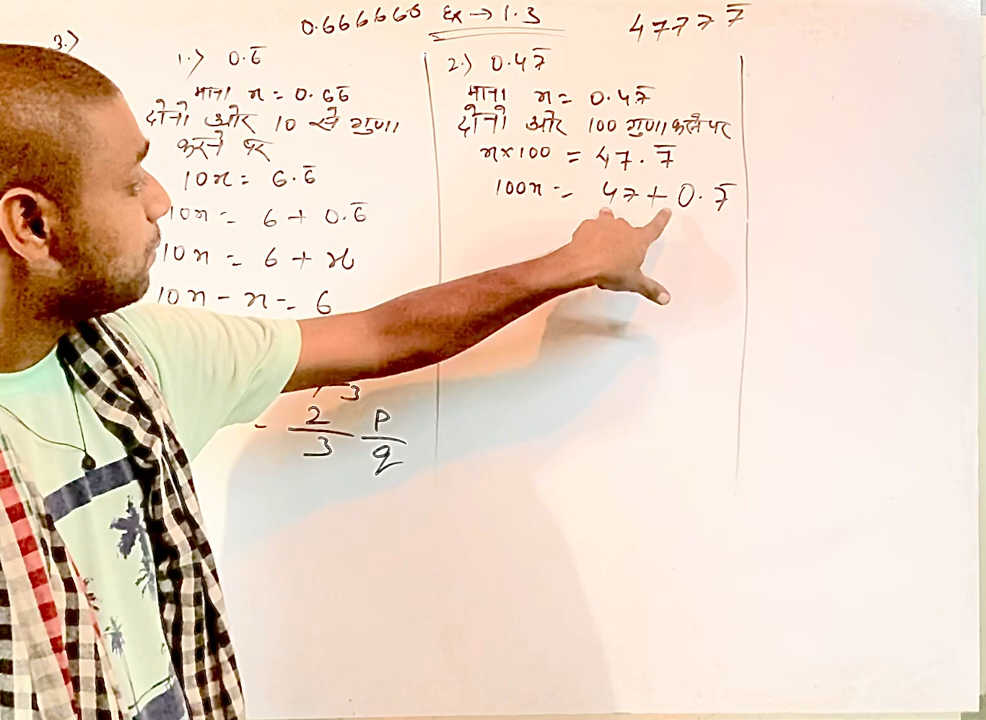 0.666666 Ex → 1.3 47777̅
3.)
1.) 0.6̅
माना x = 0.66̅
दोनो ओर 10 से गुणा
करने पर
10x = 6.6̅
10x = 6 + 0.6̅
10x = 6 + x
10x - x = 6
3
= 2/3 P/q
2.) 0.47̅
माना x = 0.47̅
दोनो ओर 100 गुणा करने पर
x×100 = 47.7̅
100x = 47 + 0.7̅